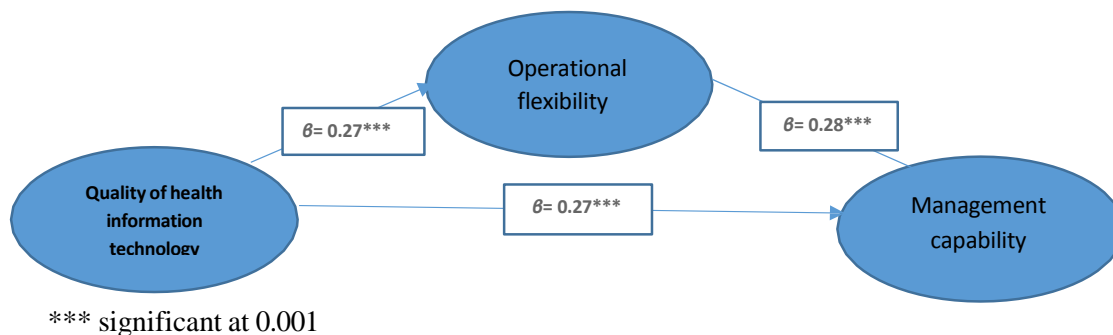 Operational
flexibility
β= 0.27***
β= 0.28***
Quality of health
information
technology
β= 0.27***
Management
capability
*** significant at 0.001